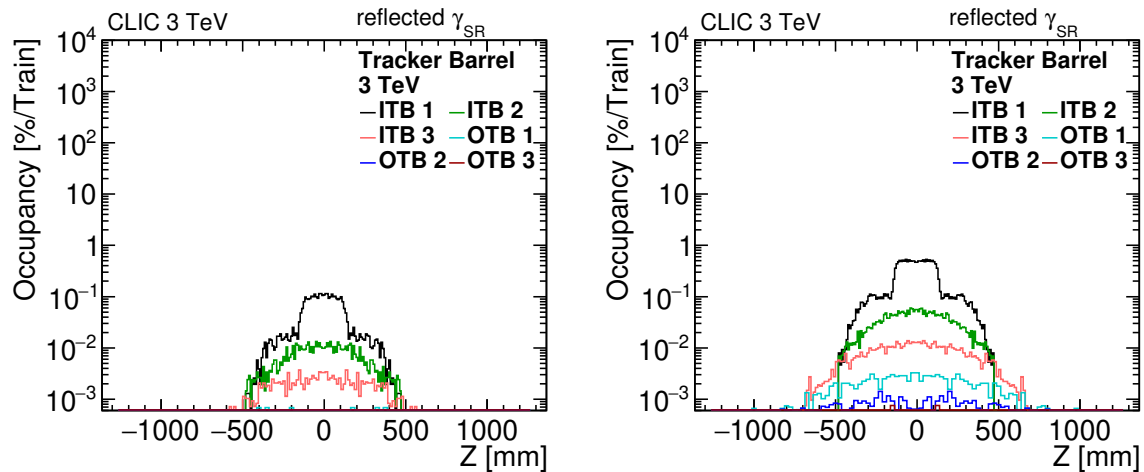 CLIC 3 TeV reflected γSR
Occupancy [%/Train]
10⁴
10³
10²
10
1
10⁻¹
10⁻²
10⁻³
Tracker Barrel
3 TeV
ITB 1 ITB 2
ITB 3 OTB 1
OTB 2 OTB 3
−1000 −500 0 500 1000
Z [mm]
CLIC 3 TeV reflected γSR
Occupancy [%/Train]
10⁴
10³
10²
10
1
10⁻¹
10⁻²
10⁻³
Tracker Barrel
3 TeV
ITB 1 ITB 2
ITB 3 OTB 1
OTB 2 OTB 3
−1000 −500 0 500 1000
Z [mm]